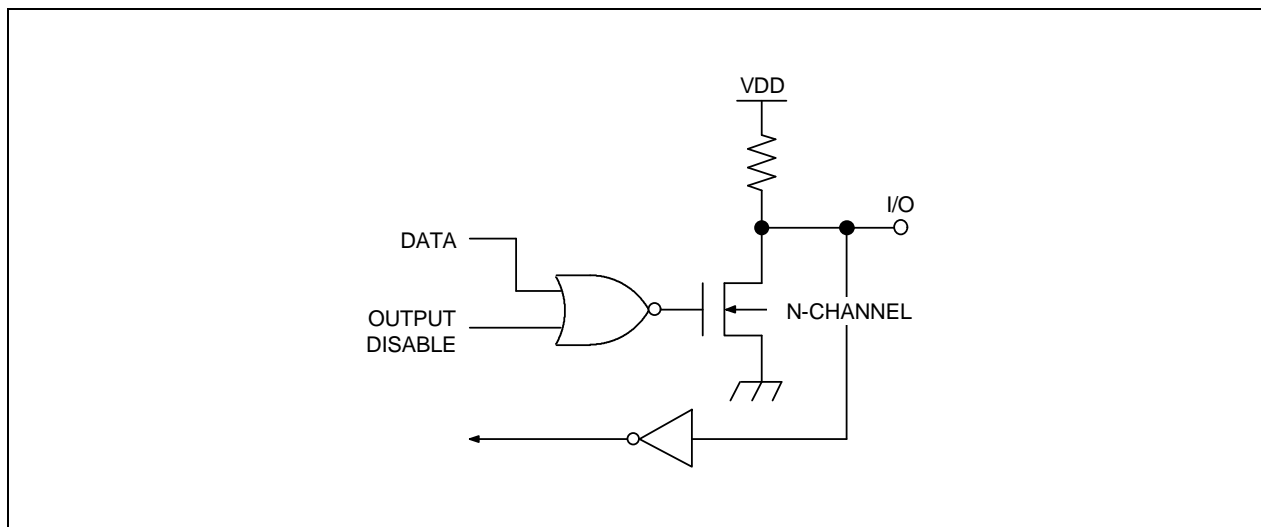 VDD
I/O
DATA
N-CHANNEL
OUTPUT
DISABLE